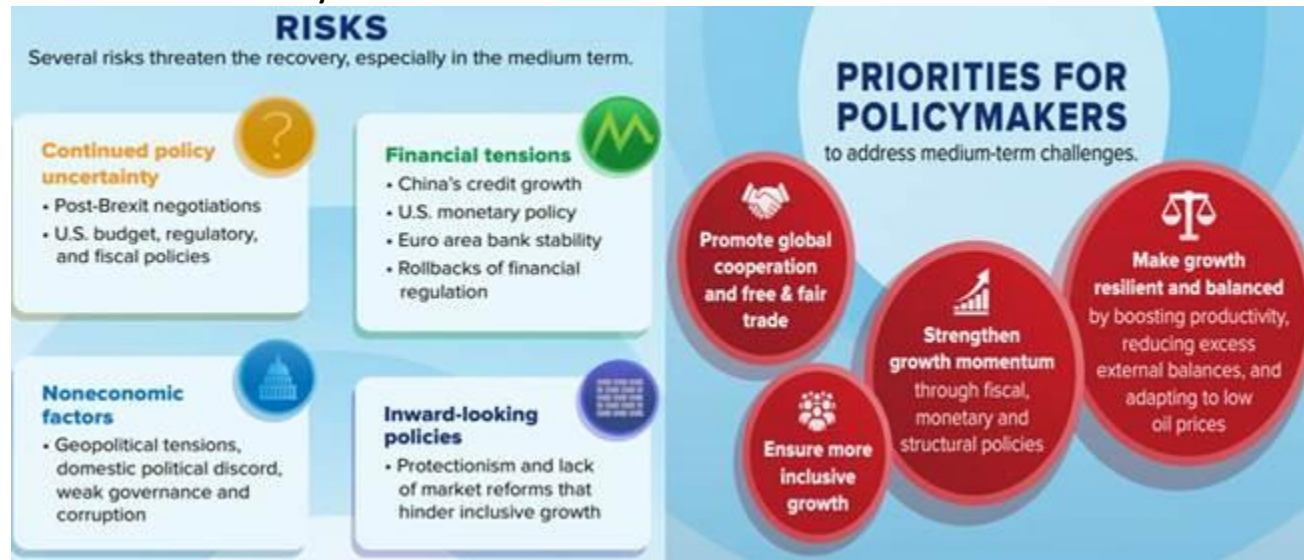 RISKS
Several risks threaten the recovery, especially in the medium term.
Continued policy
uncertainty
• Post-Brexit negotiations
• U.S. budget, regulatory,
and fiscal policies
Financial tensions
• China's credit growth
• U.S. monetary policy
• Euro area bank stability
• Rollbacks of financial
regulation
Noneconomic
factors
• Geopolitical tensions,
domestic political discord,
weak governance and
corruption
Inward-looking
policies
• Protectionism and lack
of market reforms that
hinder inclusive growth
PRIORITIES FOR
POLICYMAKERS
to address medium-term challenges.
Promote global
cooperation
and free & fair
trade
Ensure more
inclusive
growth
Strengthen
growth momentum
through fiscal,
monetary and
structural policies
Make growth
resilient and balanced
by boosting productivity,
reducing excess
external balances, and
adapting to low
oil prices